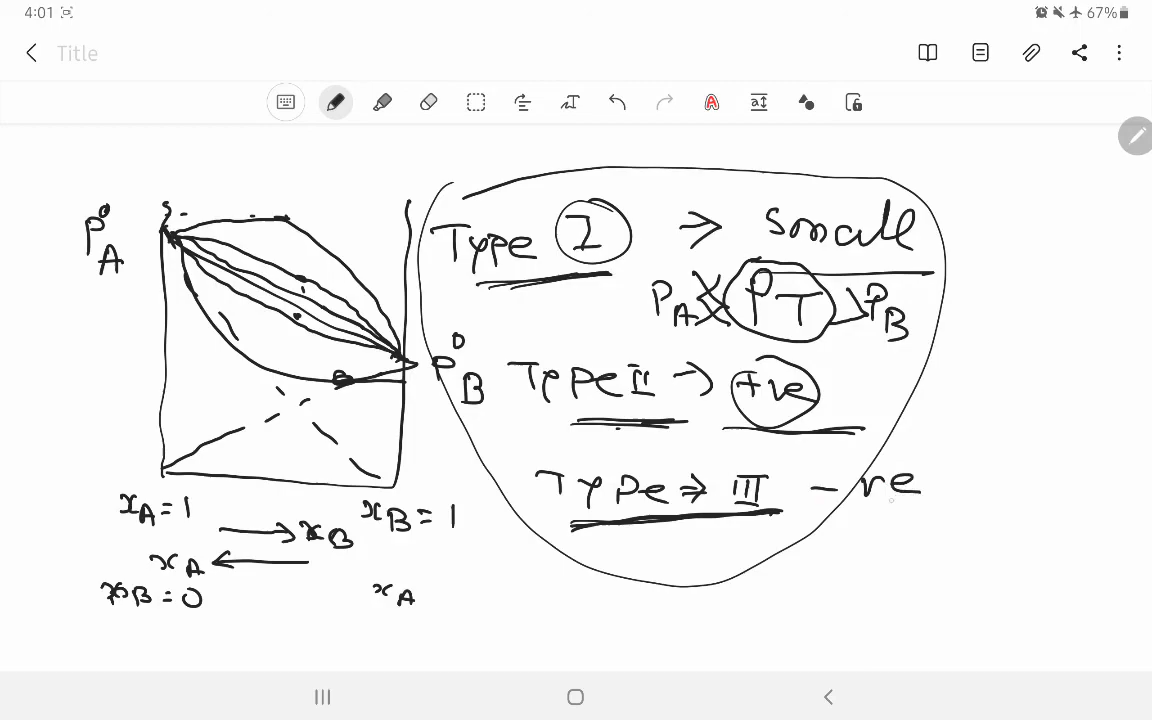 4:01 67%
Title
P°A
Type I → small
PA PT PB
P°B
Type II → +ve
Type ⇒ III -ve
xA = 1 xB = 1
→ xB
xA ←
xB = 0 xA